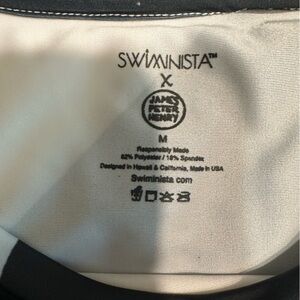 SWIMINISTA™
X
JAMES
PETER
HENRY
M
Responsibly Made
82% Polyester / 18% Spandex
Designed in Hawaii & California, Made in USA
Swiminista.com